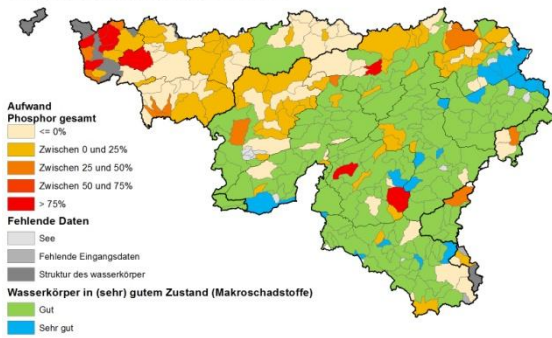 Aufwand
Phosphor gesamt
<= 0%
Zwischen 0 und 25%
Zwischen 25 und 50%
Zwischen 50 und 75%
> 75%
Fehlende Daten
See
Fehlende Eingangsdaten
Struktur des wasserkörper
Wasserkörper in (sehr) gutem Zustand (Makroschadstoffe)
Gut
Sehr gut